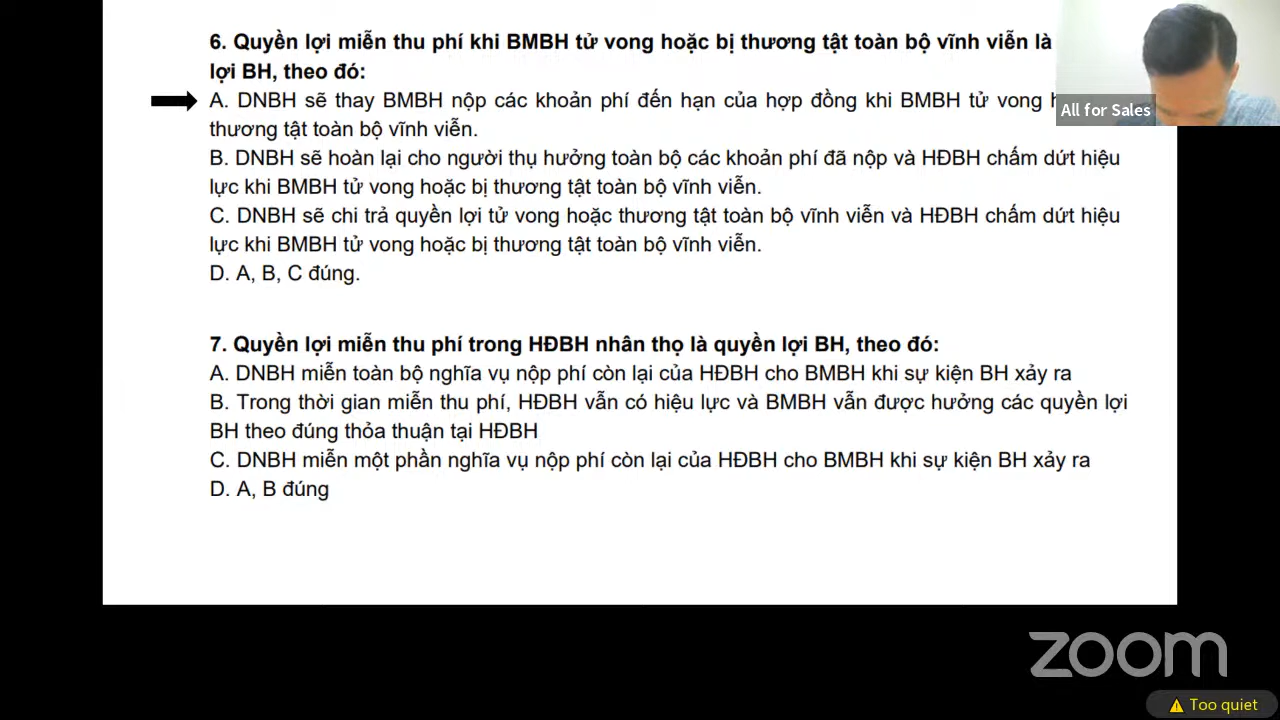 6. Quyền lợi miễn thu phí khi BMBH tử vong hoặc bị thương tật toàn bộ vĩnh viễn là
lợi BH, theo đó:
A. DNBH sẽ thay BMBH nộp các khoản phí đến hạn của hợp đồng khi BMBH tử vong
thương tật toàn bộ vĩnh viễn.
B. DNBH sẽ hoàn lại cho người thụ hưởng toàn bộ các khoản phí đã nộp và HĐBH chấm dứt hiệu
lực khi BMBH tử vong hoặc bị thương tật toàn bộ vĩnh viễn.
C. DNBH sẽ chi trả quyền lợi tử vong hoặc thương tật toàn bộ vĩnh viễn và HĐBH chấm dứt hiệu
lực khi BMBH tử vong hoặc bị thương tật toàn bộ vĩnh viễn.
D. A, B, C đúng.
7. Quyền lợi miễn thu phí trong HĐBH nhân thọ là quyền lợi BH, theo đó:
A. DNBH miễn toàn bộ nghĩa vụ nộp phí còn lại của HĐBH cho BMBH khi sự kiện BH xảy ra
B. Trong thời gian miễn thu phí, HĐBH vẫn có hiệu lực và BMBH vẫn được hưởng các quyền lợi
BH theo đúng thỏa thuận tại HĐBH
C. DNBH miễn một phần nghĩa vụ nộp phí còn lại của HĐBH cho BMBH khi sự kiện BH xảy ra
D. A, B đúng
All for Sales
zoom
Too quiet